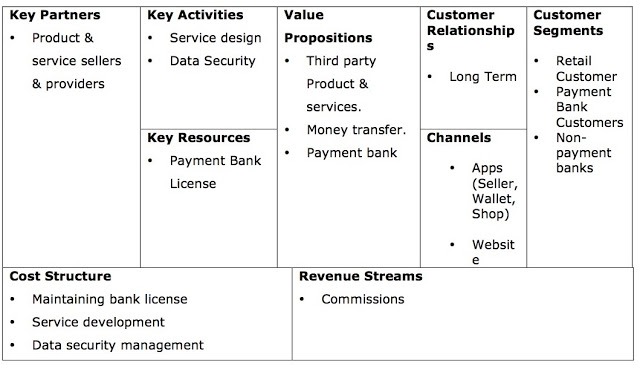 Key Partners
• Product &
service sellers
& providers
Key Activities
• Service design
• Data Security
Key Resources
• Payment Bank
License
Value
Propositions
• Third party
Product &
services.
• Money transfer.
• Payment bank
Customer
Relationship
s
• Long Term
Channels
• Apps
(Seller,
Wallet,
Shop)
• Websit
e
Customer
Segments
• Retail
Customer
• Payment
Bank
Customers
• Non-
payment
banks
Cost Structure
• Maintaining bank license
• Service development
• Data security management
Revenue Streams
• Commissions